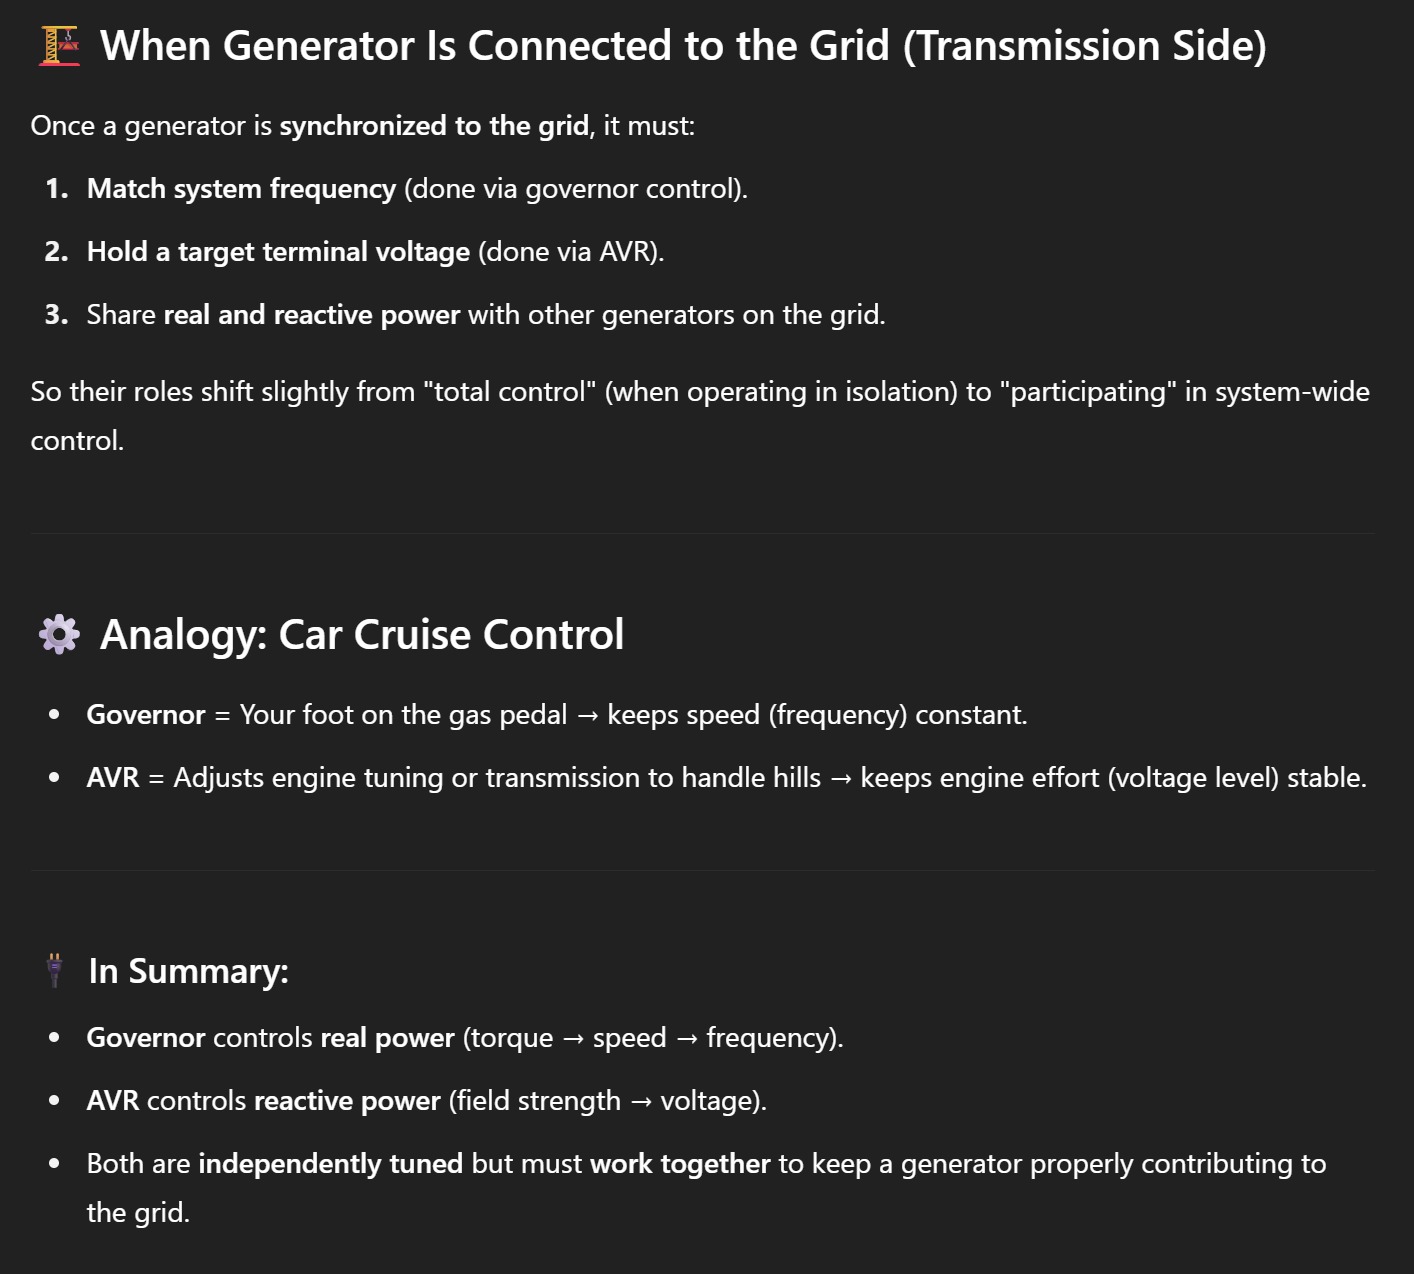 When Generator Is Connected to the Grid (Transmission Side)
Once a generator is synchronized to the grid, it must:
1. Match system frequency (done via governor control).
2. Hold a target terminal voltage (done via AVR).
3. Share real and reactive power with other generators on the grid.
So their roles shift slightly from "total control" (when operating in isolation) to "participating" in system-wide
control.
Analogy: Car Cruise Control
• Governor = Your foot on the gas pedal → keeps speed (frequency) constant.
• AVR = Adjusts engine tuning or transmission to handle hills → keeps engine effort (voltage level) stable.
In Summary:
• Governor controls real power (torque → speed → frequency).
• AVR controls reactive power (field strength → voltage).
• Both are independently tuned but must work together to keep a generator properly contributing to
the grid.